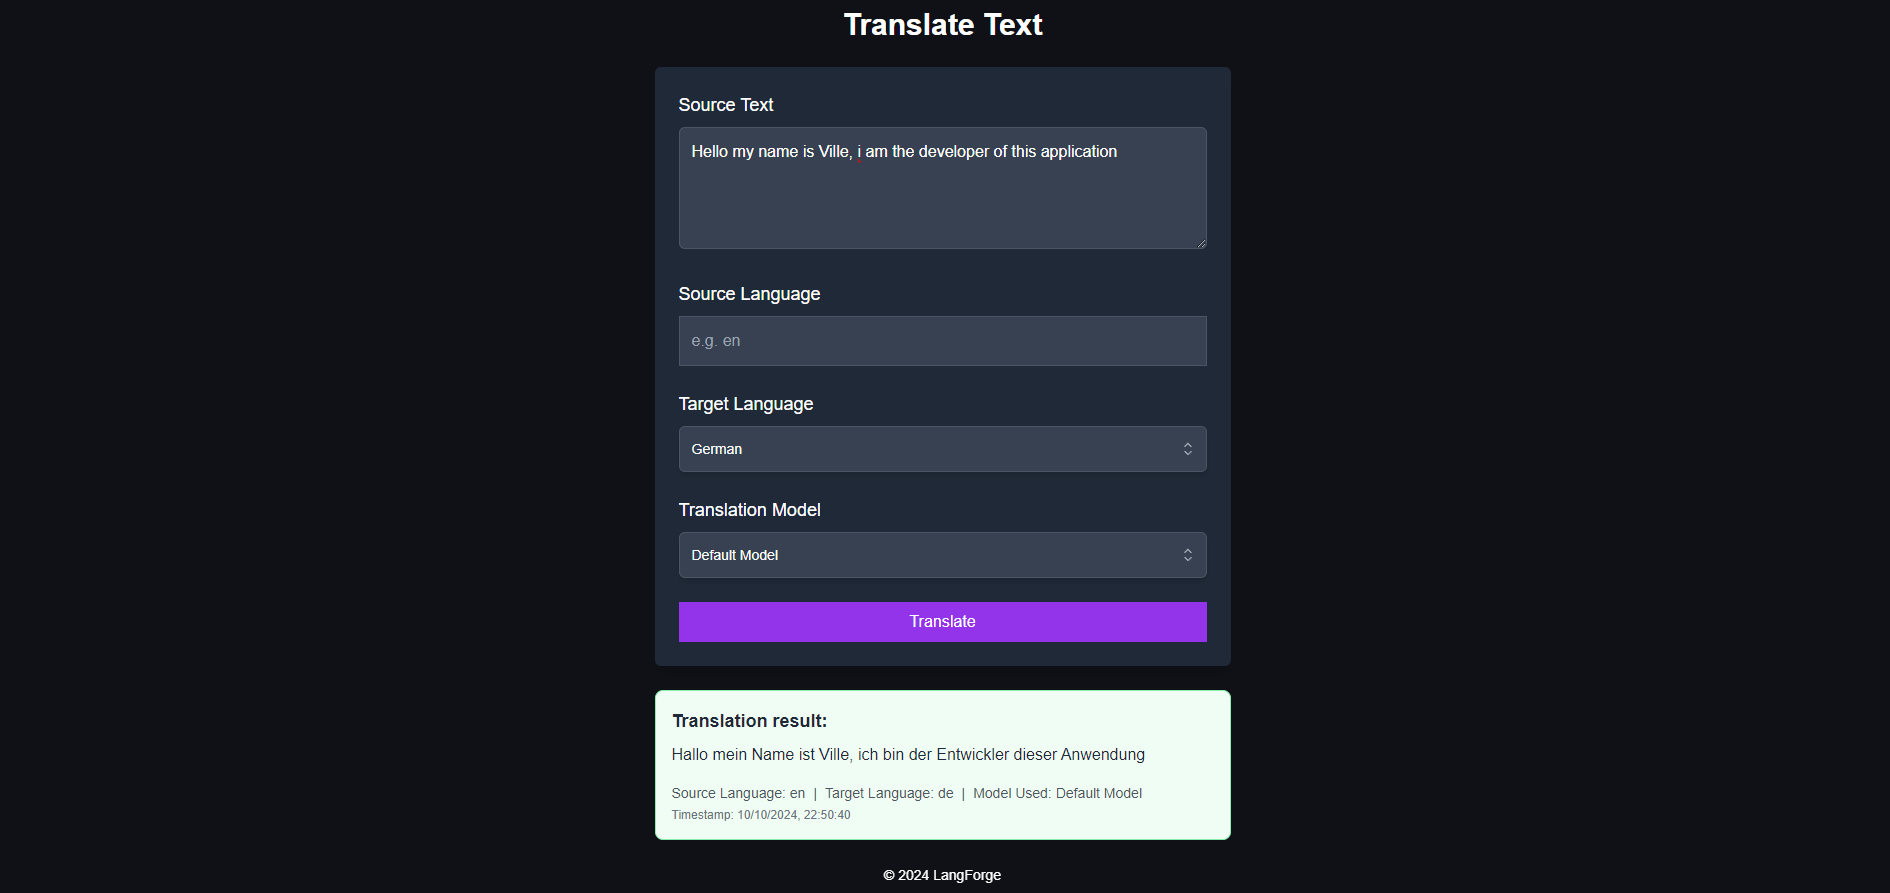 Translate Text
Source Text
Hello my name is Ville, i am the developer of this application
Source Language
e.g. en
Target Language
German
Translation Model
Default Model
Translate
Translation result:
Hallo mein Name ist Ville, ich bin der Entwickler dieser Anwendung
Source Language: en | Target Language: de | Model Used: Default Model
Timestamp: 10/10/2024, 22:50:40
© 2024 LangForge